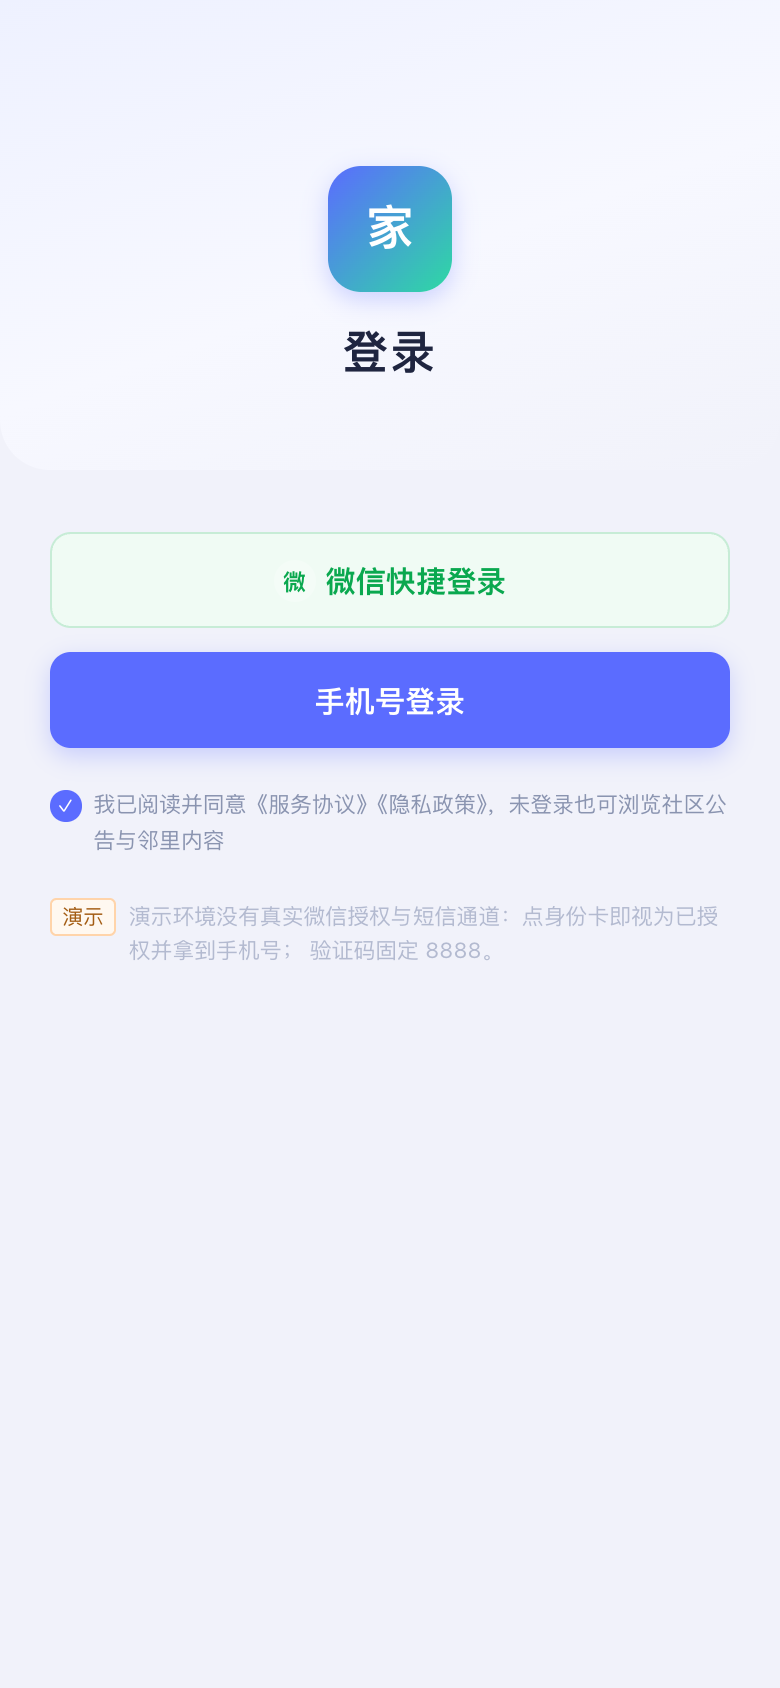 家
登录
微 微信快捷登录
手机号登录
我已阅读并同意《服务协议》《隐私政策》，未登录也可浏览社区公
告与邻里内容
演示 演示环境没有真实微信授权与短信通道：点身份卡即视为已授
权并拿到手机号； 验证码固定 8888。